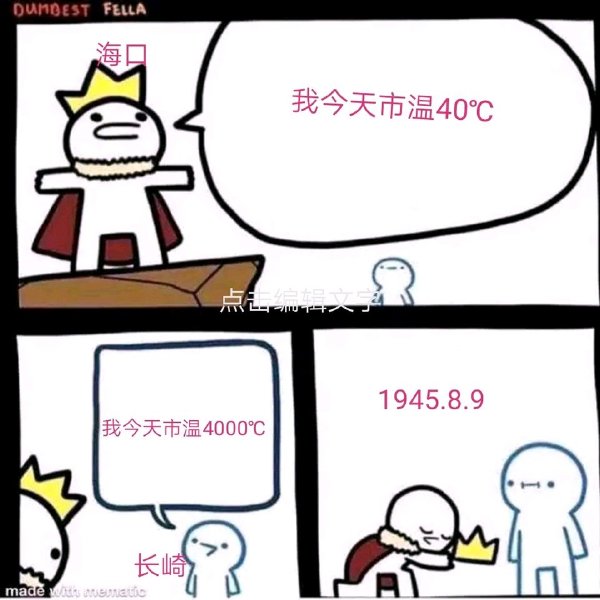 DUMBEST FELLA
海口
我今天市温40℃
点击编辑文字
我今天市温4000℃
长崎
1945.8.9
made with mematic